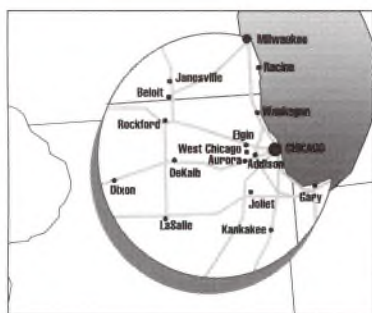 Milwaukee
Racine
Janesville
Beloit
Waukegan
Rockford
Elgin
West Chicago
CHICAGO
Aurora
Addison
DeKalb
Dixon
Joliet
Gary
LaSalle
Kankakee